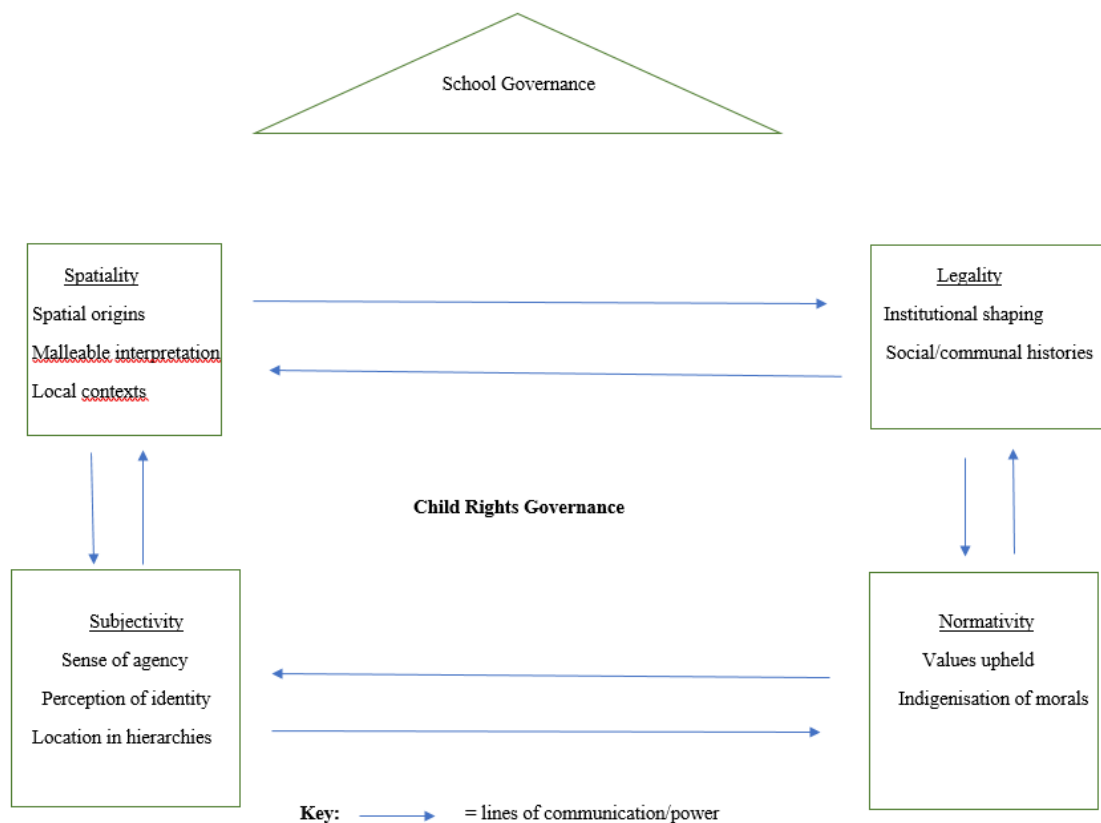 School Governance
Spatiality
Spatial origins
Malleable interpretation
Local contexts
Legality
Institutional shaping
Social/communal histories
Child Rights Governance
Subjectivity
Sense of agency
Perception of identity
Location in hierarchies
Normativity
Values upheld
Indigenisation of morals
Key: = lines of communication/power